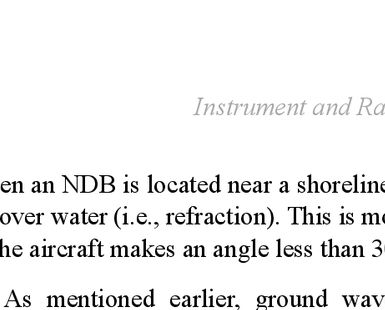 Instrument and Ra
en an NDB is located near a shoreline
over water (i.e., refraction). This is mo
he aircraft makes an angle less than 3
As mentioned earlier, ground wav